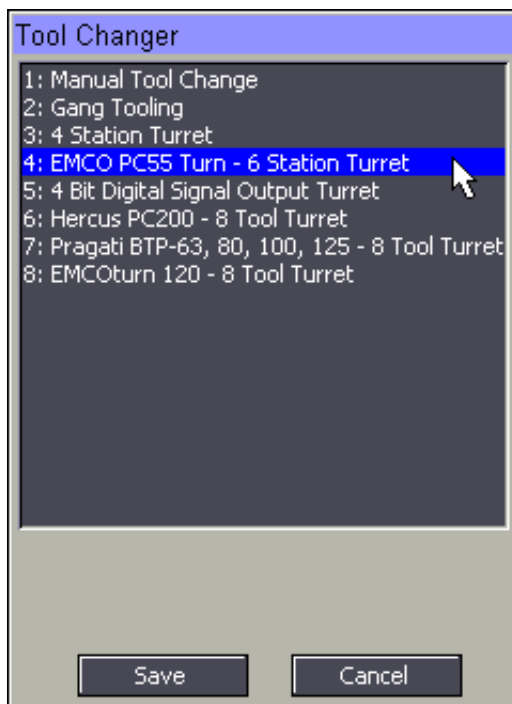 Tool Changer
1: Manual Tool Change
2: Gang Tooling
3: 4 Station Turret
4: EMCO PC55 Turn - 6 Station Turret
5: 4 Bit Digital Signal Output Turret
6: Hercus PC200 - 8 Tool Turret
7: Pragati BTP-63, 80, 100, 125 - 8 Tool Turret
8: EMCOturn 120 - 8 Tool Turret
Save
Cancel